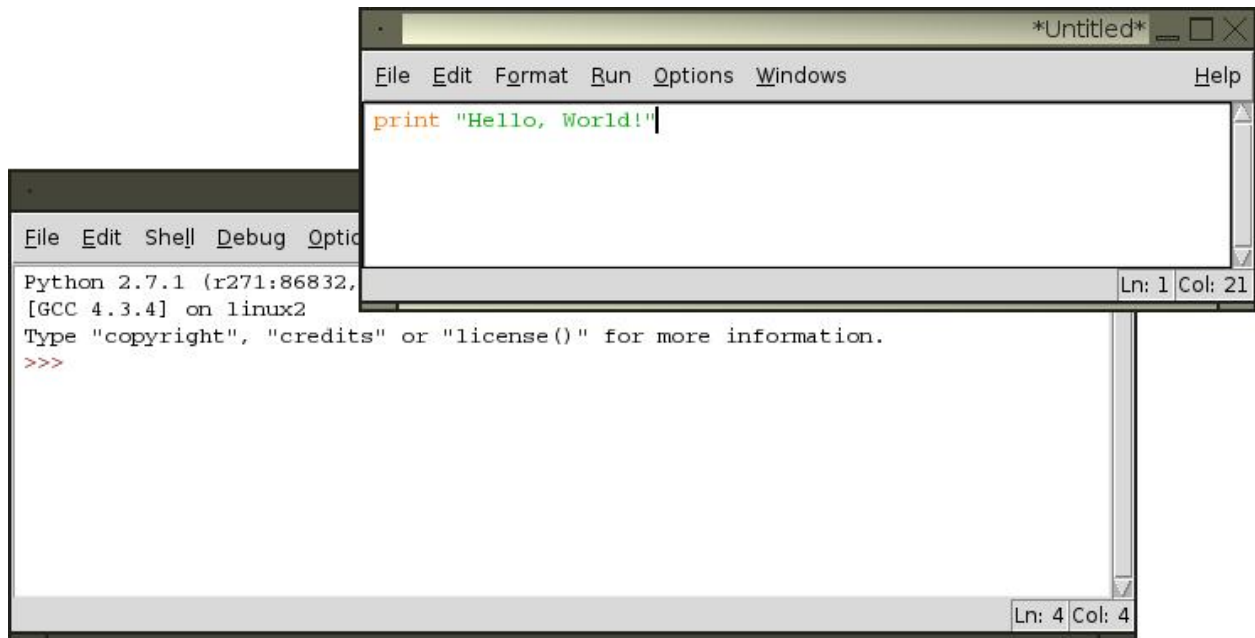 *Untitled*
File Edit Format Run Options Windows Help
print "Hello, World!"
Ln: 1 Col: 21
File Edit Shell Debug
Python 2.7.1 (r271:86832,
[GCC 4.3.4] on linux2
Type "copyright", "credits" or "license()" for more information.
>>>
Ln: 4 Col: 4